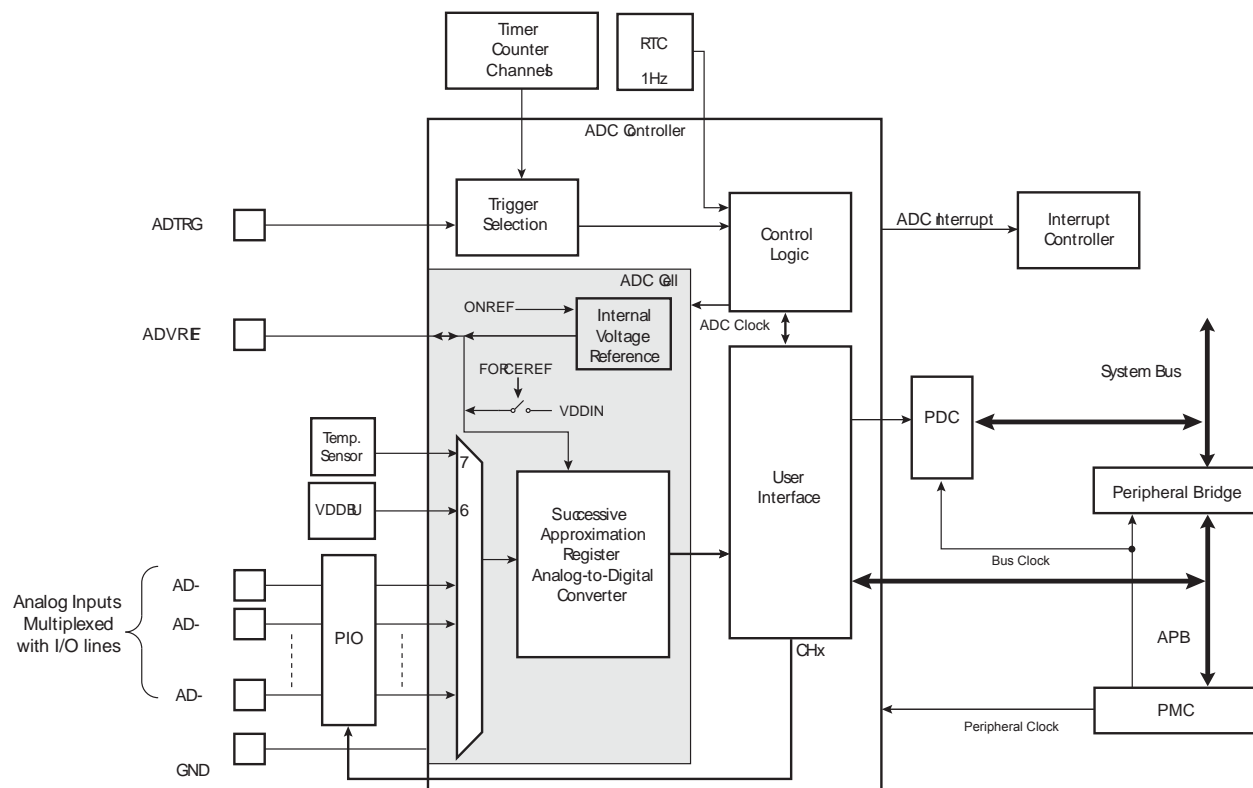 Timer
Counter
Channels
RTC
1Hz
ADC Controller
ADTRG
Trigger
Selection
Control
Logic
ADC Interrupt
Interrupt
Controller
ADC Cell
ONREF
Internal
Voltage
Reference
ADC Clock
ADVREF
FORCEREF
VDDIN
System Bus
PDC
Temp.
Sensor
7
VDDBU
6
Successive
Approximation
Register
Analog-to-Digital
Converter
User
Interface
Peripheral Bridge
Bus Clock
Analog Inputs
Multiplexed
with I/O lines
AD-
AD-
AD-
PIO
CHx
APB
PMC
Peripheral Clock
GND